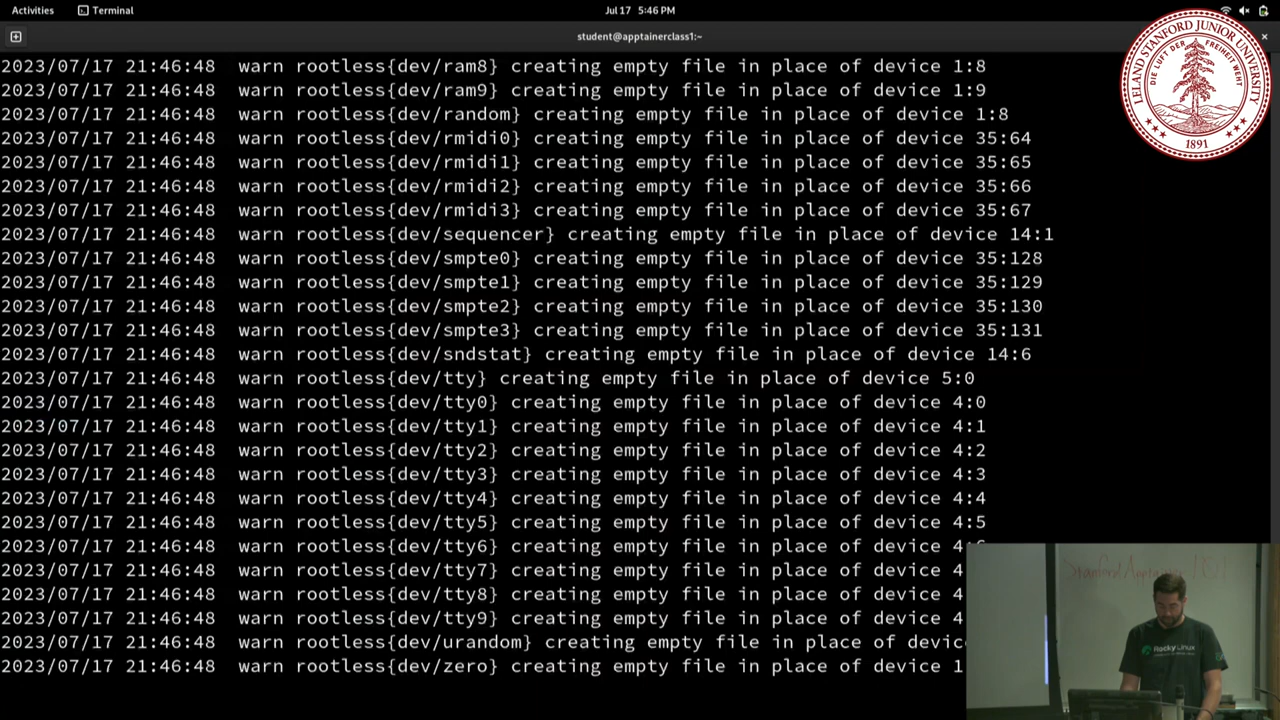 Activities
Terminal
Jul 17 5:46 PM
student@apptainerclass1:~
LELAND STANFORD JUNIOR UNIVERSITY
DIE LUFT DER FREIHEIT WEHT
1891
2023/07/17 21:46:48  warn rootless{dev/ram8} creating empty file in place of device 1:8
2023/07/17 21:46:48  warn rootless{dev/ram9} creating empty file in place of device 1:9
2023/07/17 21:46:48  warn rootless{dev/random} creating empty file in place of device 1:8
2023/07/17 21:46:48  warn rootless{dev/rmidi0} creating empty file in place of device 35:64
2023/07/17 21:46:48  warn rootless{dev/rmidi1} creating empty file in place of device 35:65
2023/07/17 21:46:48  warn rootless{dev/rmidi2} creating empty file in place of device 35:66
2023/07/17 21:46:48  warn rootless{dev/rmidi3} creating empty file in place of device 35:67
2023/07/17 21:46:48  warn rootless{dev/sequencer} creating empty file in place of device 14:1
2023/07/17 21:46:48  warn rootless{dev/smpte0} creating empty file in place of device 35:128
2023/07/17 21:46:48  warn rootless{dev/smpte1} creating empty file in place of device 35:129
2023/07/17 21:46:48  warn rootless{dev/smpte2} creating empty file in place of device 35:130
2023/07/17 21:46:48  warn rootless{dev/smpte3} creating empty file in place of device 35:131
2023/07/17 21:46:48  warn rootless{dev/sndstat} creating empty file in place of device 14:6
2023/07/17 21:46:48  warn rootless{dev/tty} creating empty file in place of device 5:0
2023/07/17 21:46:48  warn rootless{dev/tty0} creating empty file in place of device 4:0
2023/07/17 21:46:48  warn rootless{dev/tty1} creating empty file in place of device 4:1
2023/07/17 21:46:48  warn rootless{dev/tty2} creating empty file in place of device 4:2
2023/07/17 21:46:48  warn rootless{dev/tty3} creating empty file in place of device 4:3
2023/07/17 21:46:48  warn rootless{dev/tty4} creating empty file in place of device 4:4
2023/07/17 21:46:48  warn rootless{dev/tty5} creating empty file in place of device 4:5
2023/07/17 21:46:48  warn rootless{dev/tty6} creating empty file in place of device 4:6
2023/07/17 21:46:48  warn rootless{dev/tty7} creating empty file in place of device 4
2023/07/17 21:46:48  warn rootless{dev/tty8} creating empty file in place of device 4
2023/07/17 21:46:48  warn rootless{dev/tty9} creating empty file in place of device 4
2023/07/17 21:46:48  warn rootless{dev/urandom} creating empty file in place of device
2023/07/17 21:46:48  warn rootless{dev/zero} creating empty file in place of device 1
Stanford Apptainer 101
Rocky Linux